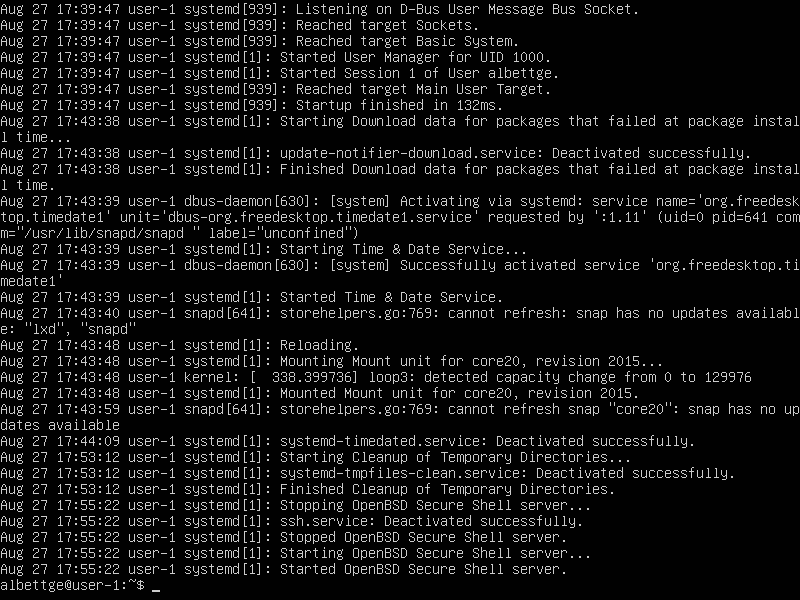 Aug 27 17:39:47 user-1 systemd[939]: Listening on D-Bus User Message Bus Socket.
Aug 27 17:39:47 user-1 systemd[939]: Reached target Sockets.
Aug 27 17:39:47 user-1 systemd[939]: Reached target Basic System.
Aug 27 17:39:47 user-1 systemd[1]: Started User Manager for UID 1000.
Aug 27 17:39:47 user-1 systemd[1]: Started Session 1 of User albettge.
Aug 27 17:39:47 user-1 systemd[939]: Reached target Main User Target.
Aug 27 17:39:47 user-1 systemd[939]: Startup finished in 132ms.
Aug 27 17:43:38 user-1 systemd[1]: Starting Download data for packages that failed at package instal
l time...
Aug 27 17:43:38 user-1 systemd[1]: update-notifier-download.service: Deactivated successfully.
Aug 27 17:43:38 user-1 systemd[1]: Finished Download data for packages that failed at package instal
l time.
Aug 27 17:43:39 user-1 dbus-daemon[630]: [system] Activating via systemd: service name='org.freedesk
top.timedate1' unit='dbus-org.freedesktop.timedate1.service' requested by ':1.11' (uid=0 pid=641 com
m="/usr/lib/snapd/snapd " label="unconfined")
Aug 27 17:43:39 user-1 systemd[1]: Starting Time & Date Service...
Aug 27 17:43:39 user-1 dbus-daemon[630]: [system] Successfully activated service 'org.freedesktop.ti
medate1'
Aug 27 17:43:39 user-1 systemd[1]: Started Time & Date Service.
Aug 27 17:43:40 user-1 snapd[641]: storehelpers.go:769: cannot refresh: snap has no updates availabl
e: "lxd", "snapd"
Aug 27 17:43:48 user-1 systemd[1]: Reloading.
Aug 27 17:43:48 user-1 systemd[1]: Mounting Mount unit for core20, revision 2015...
Aug 27 17:43:48 user-1 kernel: [  338.399736] loop3: detected capacity change from 0 to 129976
Aug 27 17:43:48 user-1 systemd[1]: Mounted Mount unit for core20, revision 2015.
Aug 27 17:43:59 user-1 snapd[641]: storehelpers.go:769: cannot refresh snap "core20": snap has no up
dates available
Aug 27 17:44:09 user-1 systemd[1]: systemd-timedated.service: Deactivated successfully.
Aug 27 17:53:12 user-1 systemd[1]: Starting Cleanup of Temporary Directories...
Aug 27 17:53:12 user-1 systemd[1]: systemd-tmpfiles-clean.service: Deactivated successfully.
Aug 27 17:53:12 user-1 systemd[1]: Finished Cleanup of Temporary Directories.
Aug 27 17:55:22 user-1 systemd[1]: Stopping OpenBSD Secure Shell server...
Aug 27 17:55:22 user-1 systemd[1]: ssh.service: Deactivated successfully.
Aug 27 17:55:22 user-1 systemd[1]: Stopped OpenBSD Secure Shell server.
Aug 27 17:55:22 user-1 systemd[1]: Starting OpenBSD Secure Shell server...
Aug 27 17:55:22 user-1 systemd[1]: Started OpenBSD Secure Shell server.
albettge@user-1:~$ _